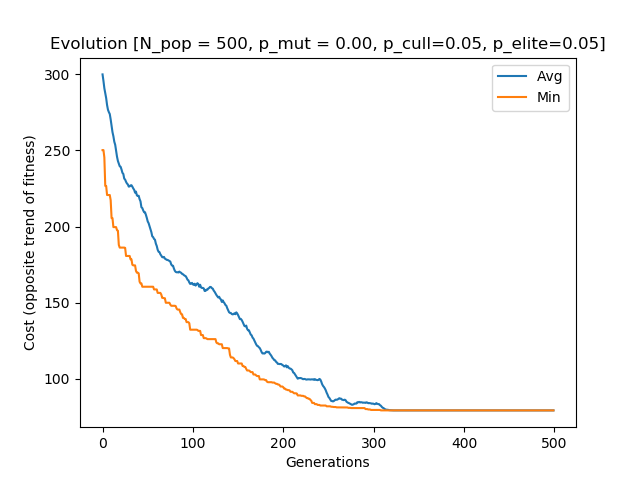 Evolution [N_pop = 500, p_mut = 0.00, p_cull=0.05, p_elite=0.05]
Avg
Min
Cost (opposite trend of fitness)
300
250
200
150
100
0 100 200 300 400 500
Generations